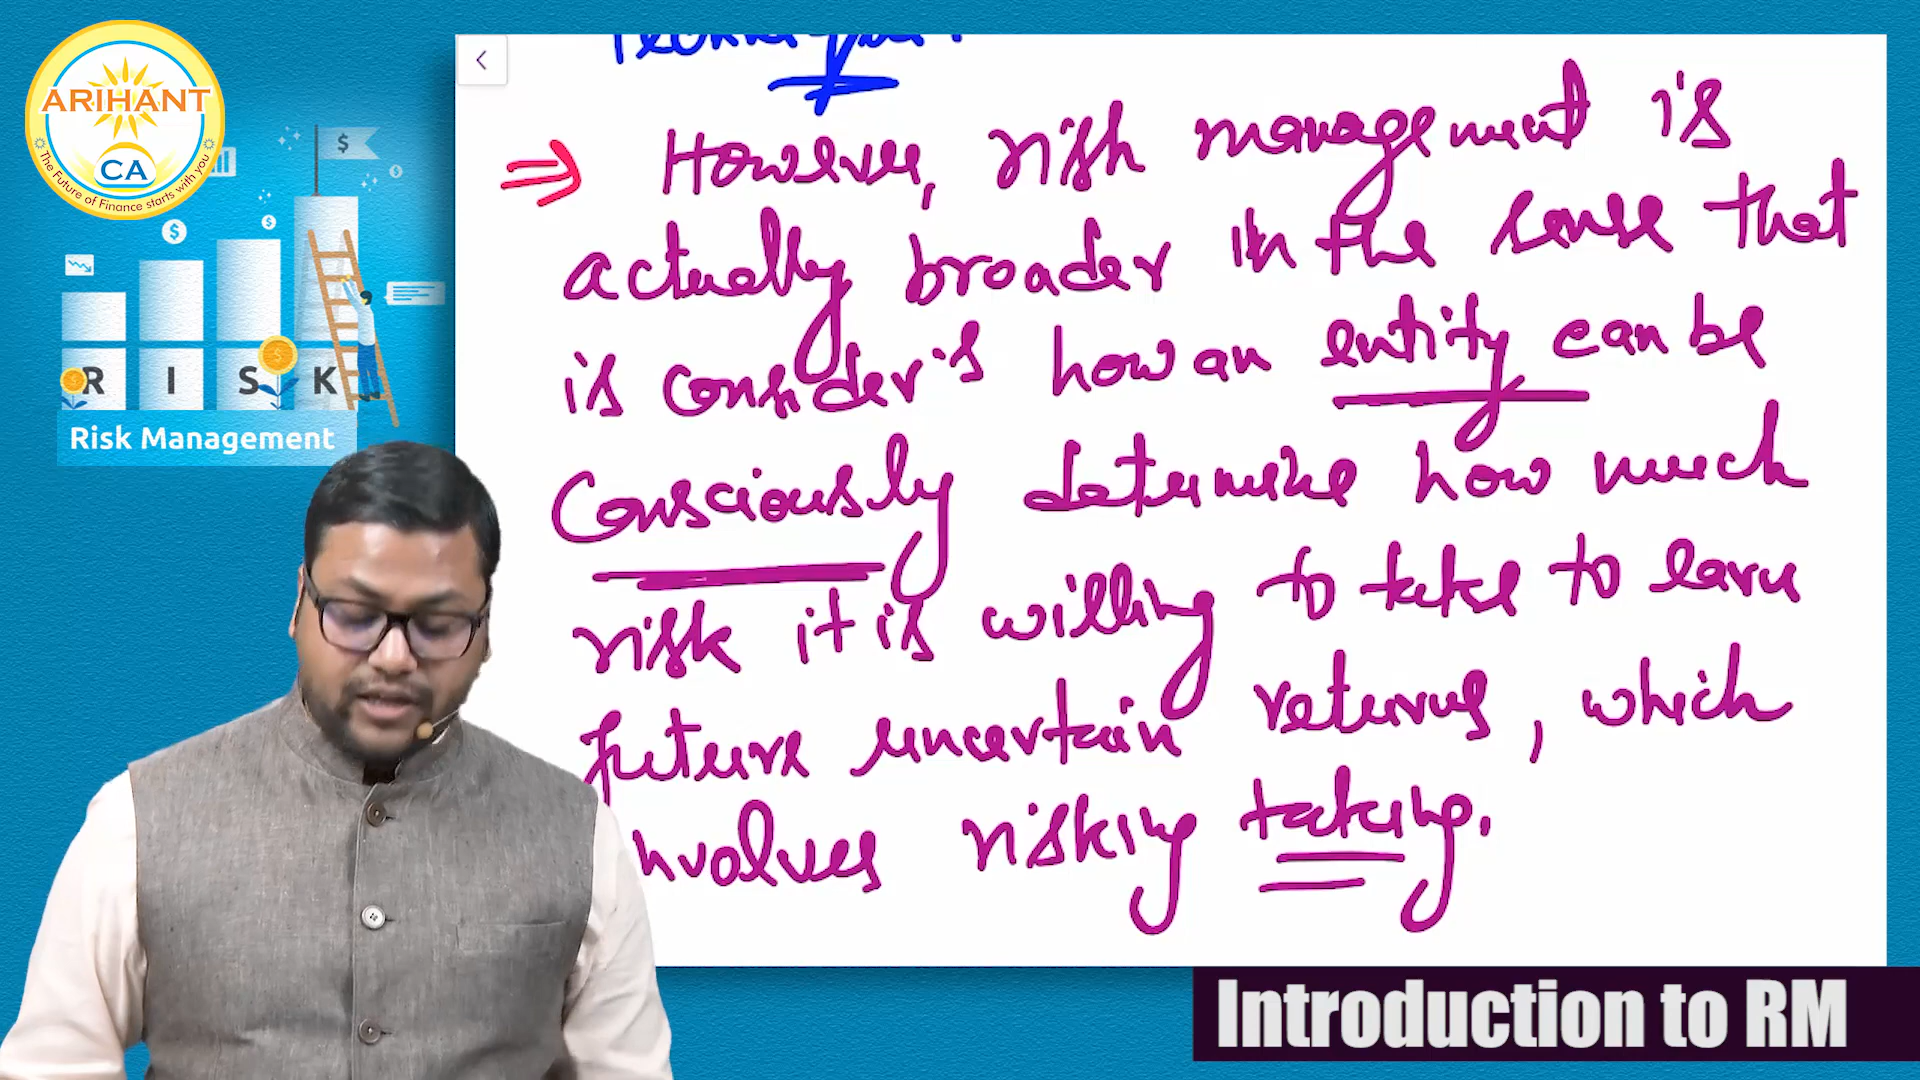 ARIHANT
CA
The Future of Finance starts with you
R I S K
Risk Management
However, risk management is
actually broader in the sense that
is consider's how an entity can be
consciously determine how much
risk it is willing to take to earn
future uncertain returns, which
involves risking taking.
Introduction to RM